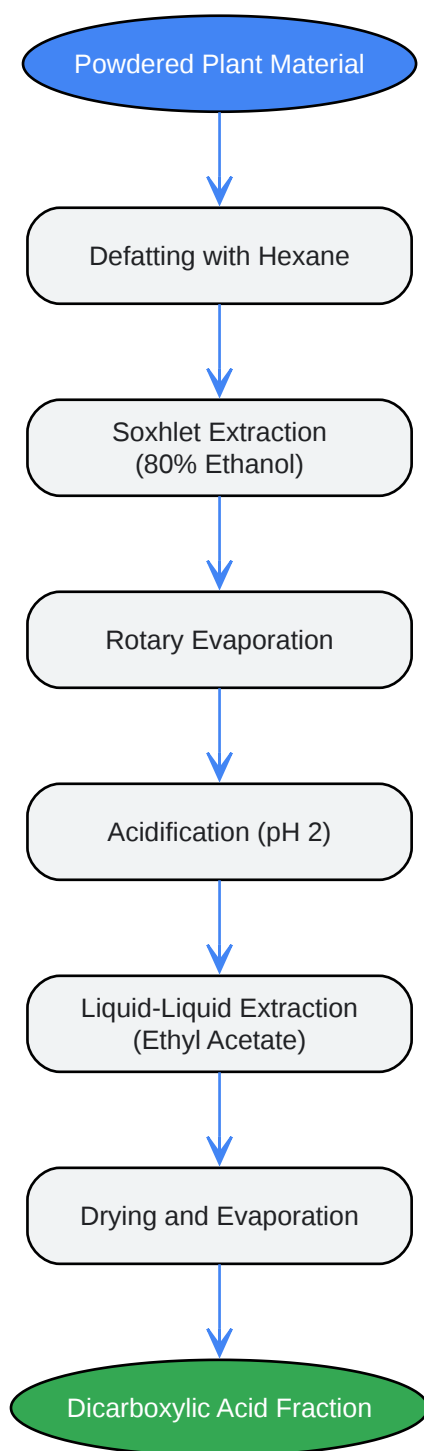 Powdered Plant Material
Defatting with Hexane
Soxhlet Extraction
(80% Ethanol)
Rotary Evaporation
Acidification (pH 2)
Liquid-Liquid Extraction
(Ethyl Acetate)
Drying and Evaporation
Dicarboxylic Acid Fraction